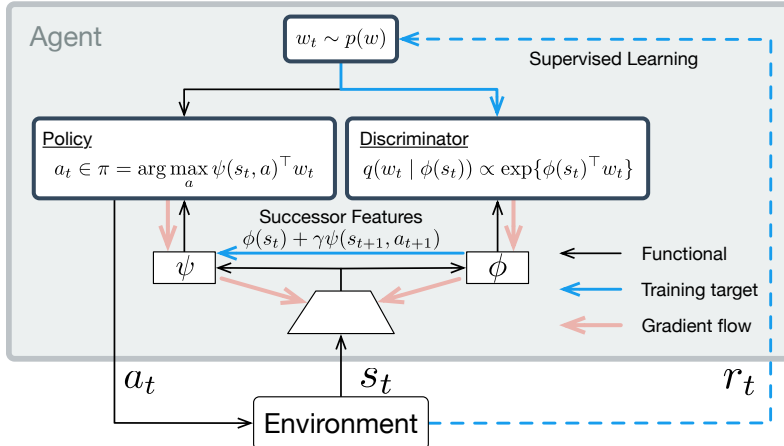 Agent
w_t ∼ p(w)
Supervised Learning
Policy
a_t ∈ π = arg max_a ψ(s_t, a)^⊤ w_t
Discriminator
q(w_t | ϕ(s_t)) ∝ exp{ϕ(s_t)^⊤ w_t}
Successor Features
ϕ(s_t) + γψ(s_{t+1}, a_{t+1})
ψ
ϕ
Functional
Training target
Gradient flow
a_t
s_t
r_t
Environment